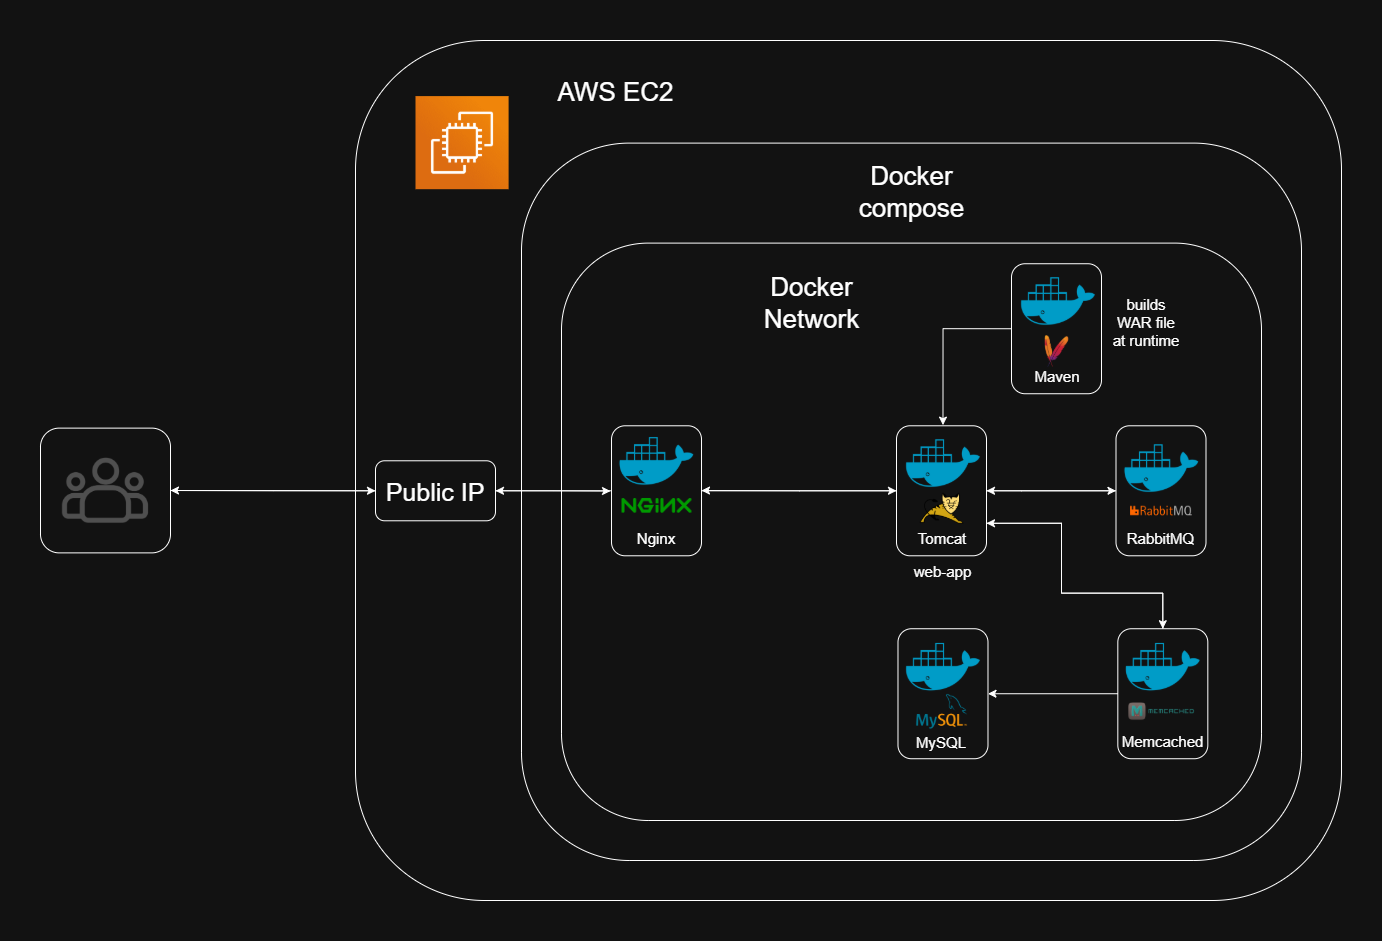 AWS EC2
Docker
compose
Docker
Network
builds
WAR file
at runtime
Maven
Public IP
NGINX
Nginx
Tomcat
web-app
RabbitMQ
RabbitMQ
MySQL
MySQL
M
MEMCACHED
Memcached